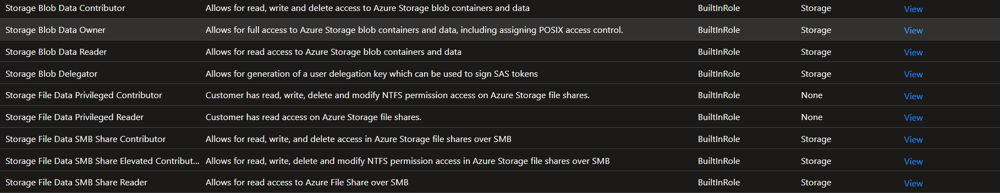 Storage Blob Data Contributor Allows for read, write and delete access to Azure Storage blob containers and data BuiltInRole Storage View
Storage Blob Data Owner Allows for full access to Azure Storage blob containers and data, including assigning POSIX access control. BuiltInRole Storage View
Storage Blob Data Reader Allows for read access to Azure Storage blob containers and data BuiltInRole Storage View
Storage Blob Delegator Allows for generation of a user delegation key which can be used to sign SAS tokens BuiltInRole Storage View
Storage File Data Privileged Contributor Customer has read, write, delete and modify NTFS permission access on Azure Storage file shares. BuiltInRole None View
Storage File Data Privileged Reader Customer has read access on Azure Storage file shares. BuiltInRole None View
Storage File Data SMB Share Contributor Allows for read, write, and delete access in Azure Storage file shares over SMB BuiltInRole Storage View
Storage File Data SMB Share Elevated Contribut... Allows for read, write, delete and modify NTFS permission access in Azure Storage file shares over SMB BuiltInRole Storage View
Storage File Data SMB Share Reader Allows for read access to Azure File Share over SMB BuiltInRole Storage View